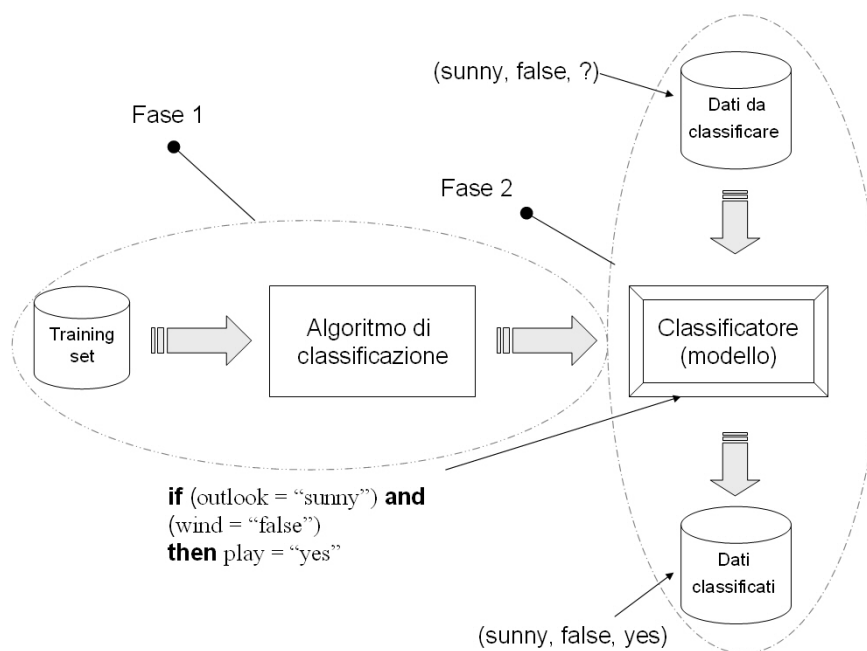 (sunny, false, ?)
Dati da
classificare
Fase 1
Fase 2
Training
set
Algoritmo di
classificazione
Classificatore
(modello)
if (outlook = “sunny”) and
(wind = “false”)
then play = “yes”
Dati
classificati
(sunny, false, yes)